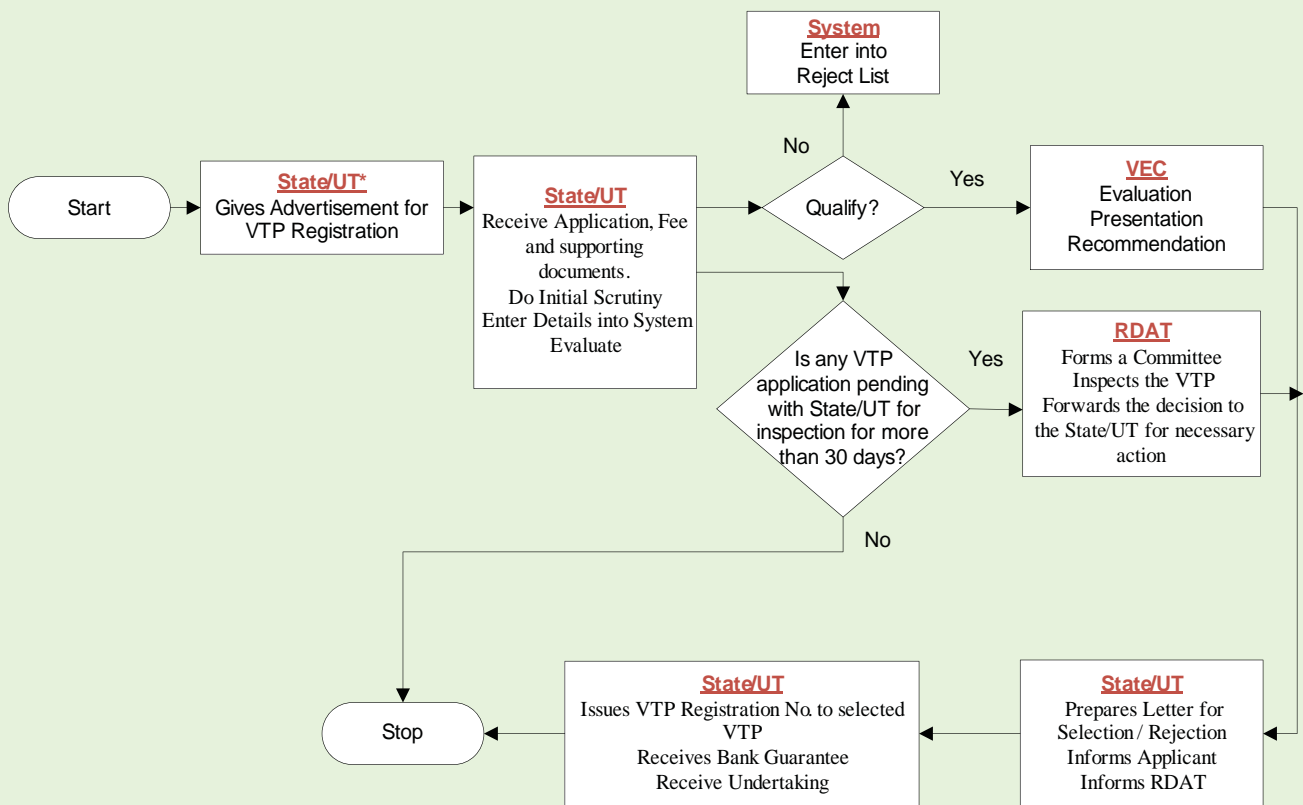 Start
State/UT*
Gives Advertisement for
VTP Registration
State/UT
Receive Application, Fee
and supporting
documents.
Do Initial Scrutiny
Enter Details into System
Evaluate
System
Enter into
Reject List
No
Qualify?
Yes
VEC
Evaluation
Presentation
Recommendation
Is any VTP
application pending
with State/UT for
inspection for more
than 30 days?
Yes
RDAT
Forms a Committee
Inspects the VTP
Forwards the decision to
the State/UT for necessary
action
No
State/UT
Prepares Letter for
Selection / Rejection
Informs Applicant
Informs RDAT
State/UT
Issues VTP Registration No. to selected
VTP
Receives Bank Guarantee
Receive Undertaking
Stop